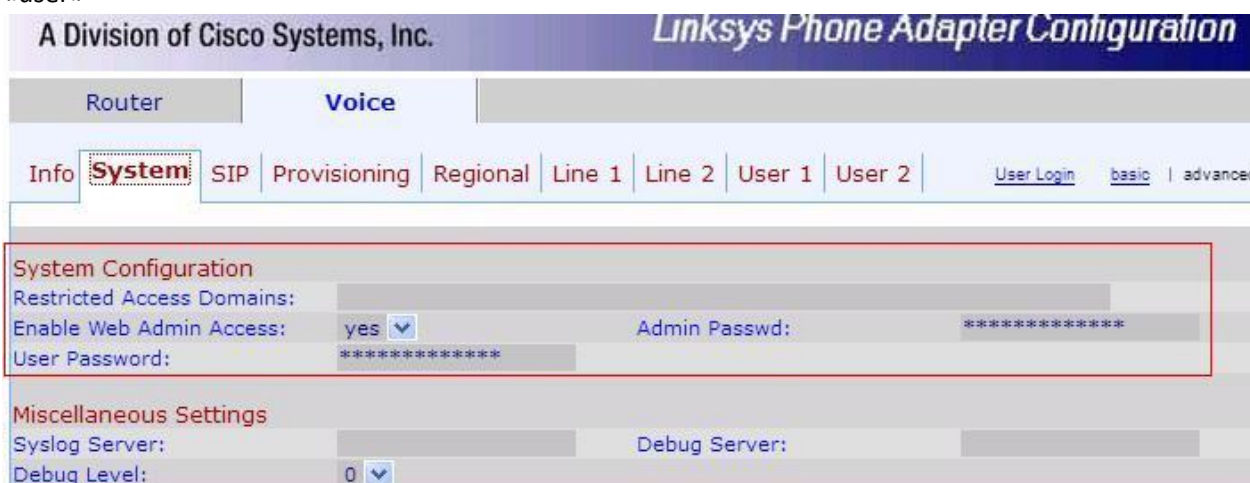 «user»
A Division of Cisco Systems, Inc. Linksys Phone Adapter Configuration
Router Voice
Info System SIP Provisioning Regional Line 1 Line 2 User 1 User 2 User Login basic | advanced
System Configuration
Restricted Access Domains:
Enable Web Admin Access: yes Admin Passwd: *************
User Password: *************
Miscellaneous Settings
Syslog Server: Debug Server:
Debug Level: 0